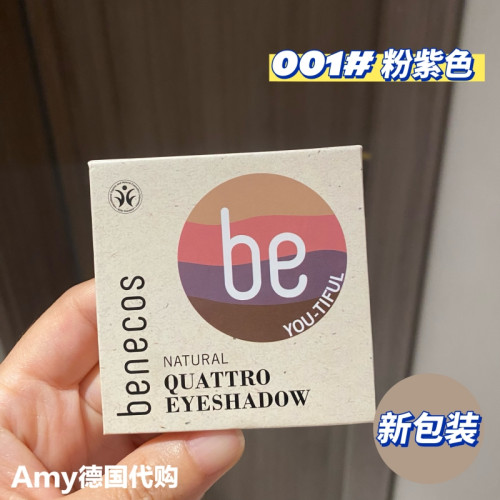 001# 粉紫色
be
YOU-TIFUL
benecos
NATURAL
QUATTRO
EYESHADOW
新包装
Amy德国代购